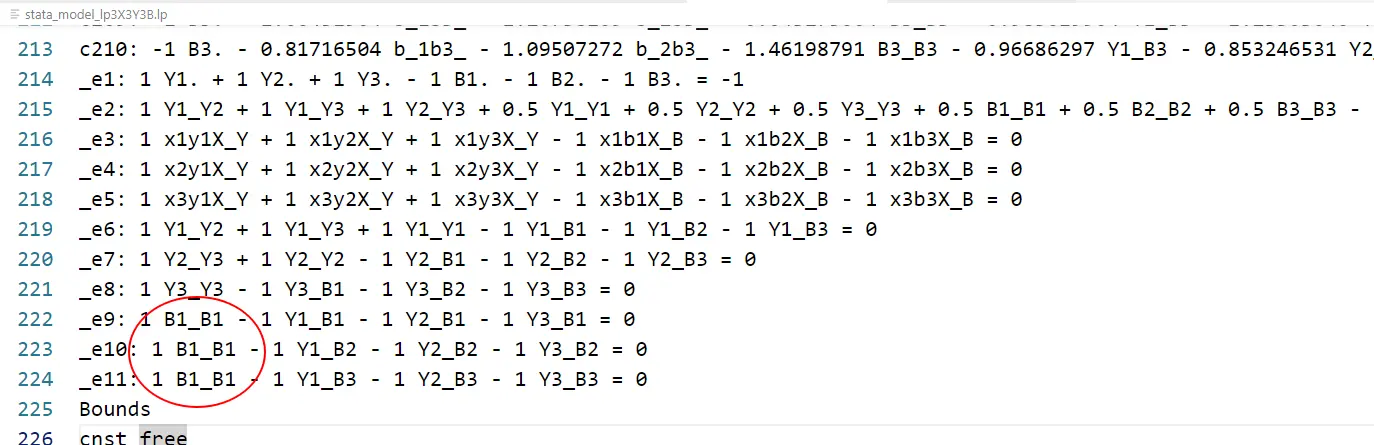 stata_model_lp3X3Y3B.lp
213 c210: -1 B3. - 0.81716504 b_1b3_ - 1.09507272 b_2b3_ - 1.46198791 B3_B3 - 0.96686297 Y1_B3 - 0.853246531 Y2_
214 _e1: 1 Y1. + 1 Y2. + 1 Y3. - 1 B1. - 1 B2. - 1 B3. = -1
215 _e2: 1 Y1_Y2 + 1 Y1_Y3 + 1 Y2_Y3 + 0.5 Y1_Y1 + 0.5 Y2_Y2 + 0.5 Y3_Y3 + 0.5 B1_B1 + 0.5 B2_B2 + 0.5 B3_B3 -
216 _e3: 1 x1y1X_Y + 1 x1y2X_Y + 1 x1y3X_Y - 1 x1b1X_B - 1 x1b2X_B - 1 x1b3X_B = 0
217 _e4: 1 x2y1X_Y + 1 x2y2X_Y + 1 x2y3X_Y - 1 x2b1X_B - 1 x2b2X_B - 1 x2b3X_B = 0
218 _e5: 1 x3y1X_Y + 1 x3y2X_Y + 1 x3y3X_Y - 1 x3b1X_B - 1 x3b2X_B - 1 x3b3X_B = 0
219 _e6: 1 Y1_Y2 + 1 Y1_Y3 + 1 Y1_Y1 - 1 Y1_B1 - 1 Y1_B2 - 1 Y1_B3 = 0
220 _e7: 1 Y2_Y3 + 1 Y2_Y2 - 1 Y2_B1 - 1 Y2_B2 - 1 Y2_B3 = 0
221 _e8: 1 Y3_Y3 - 1 Y3_B1 - 1 Y3_B2 - 1 Y3_B3 = 0
222 _e9: 1 B1_B1 - 1 Y1_B1 - 1 Y2_B1 - 1 Y3_B1 = 0
223 _e10: 1 B1_B1 - 1 Y1_B2 - 1 Y2_B2 - 1 Y3_B2 = 0
224 _e11: 1 B1_B1 - 1 Y1_B3 - 1 Y2_B3 - 1 Y3_B3 = 0
225 Bounds
226 cnst free